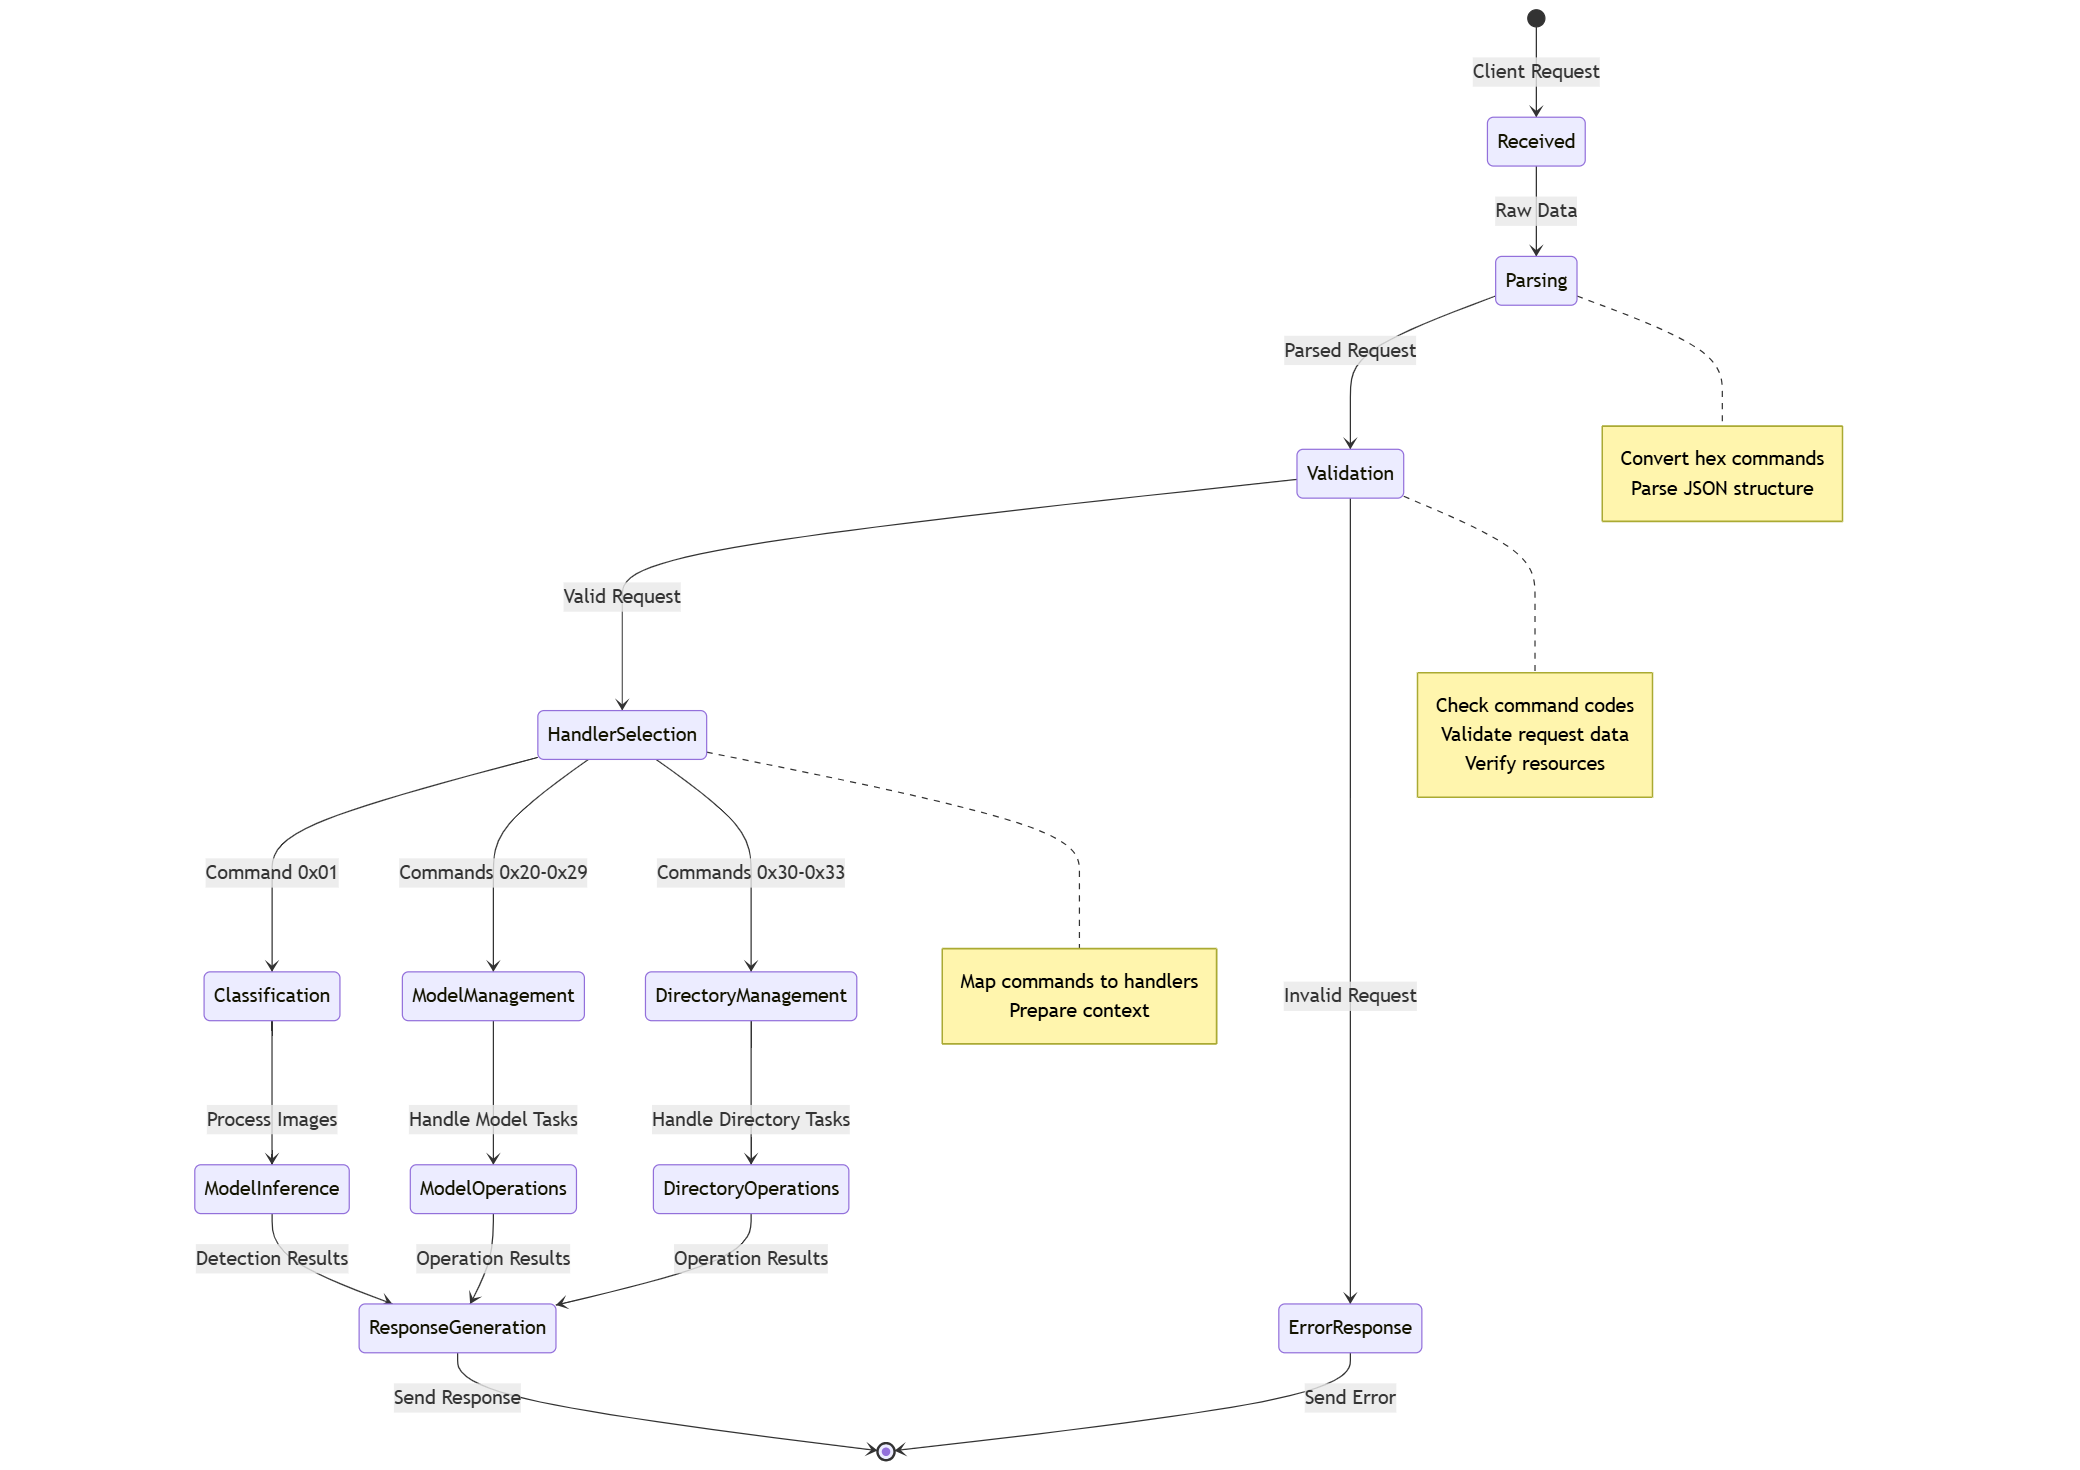 Client Request
Received
Raw Data
Parsing
Parsed Request
Convert hex commands
Parse JSON structure
Validation
Valid Request
Check command codes
Validate request data
Verify resources
HandlerSelection
Command 0x01
Commands 0x20-0x29
Commands 0x30-0x33
Map commands to handlers
Prepare context
Classification
ModelManagement
DirectoryManagement
Invalid Request
Process Images
Handle Model Tasks
Handle Directory Tasks
ModelInference
ModelOperations
DirectoryOperations
Detection Results
Operation Results
Operation Results
ResponseGeneration
ErrorResponse
Send Response
Send Error